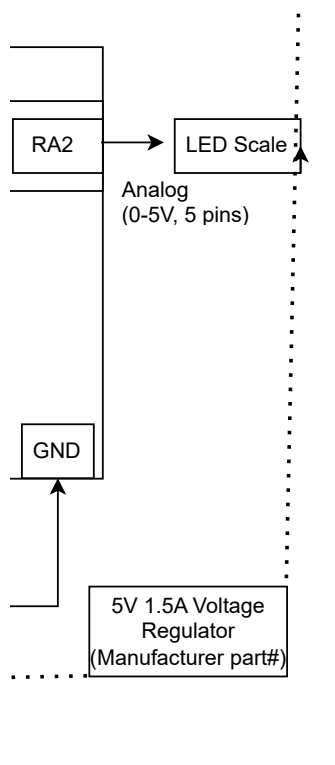 RA2
LED Scale
Analog
(0-5V, 5 pins)
GND
5V 1.5A Voltage
Regulator
(Manufacturer part#)